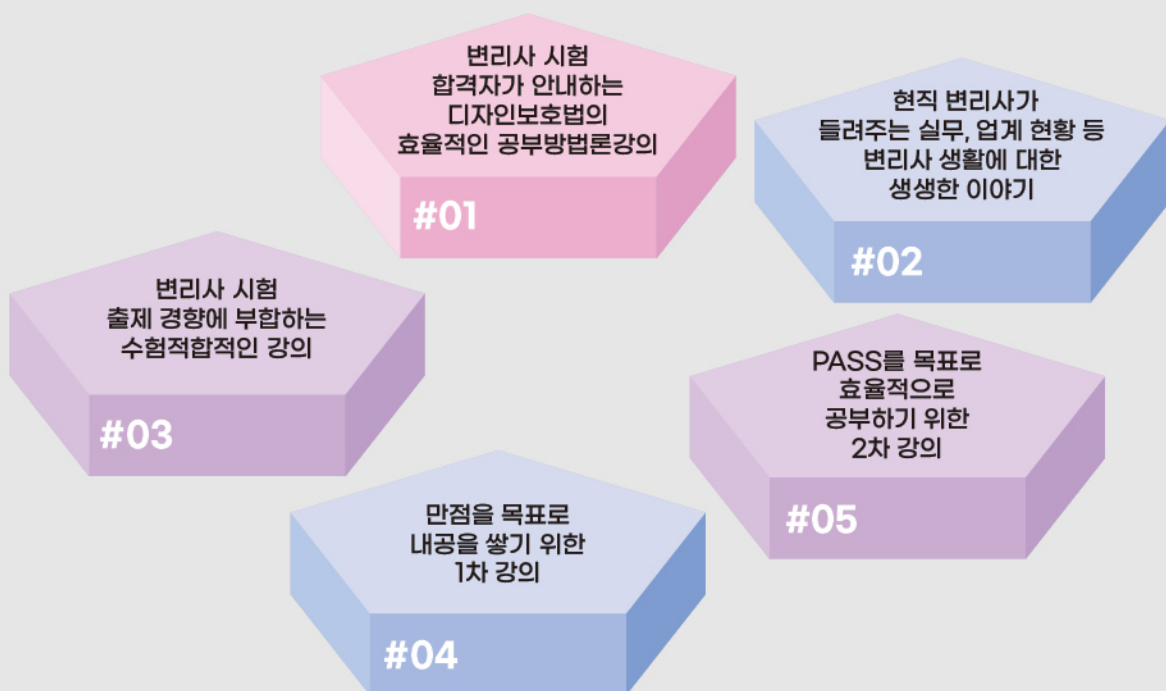 변리사 시험
합격자가 안내하는
디자인보호법의
효율적인 공부방법론강의
#01
현직 변리사가
들려주는 실무, 업계 현황 등
변리사 생활에 대한
생생한 이야기
#02
변리사 시험
출제 경향에 부합하는
수험적합적인 강의
#03
만점을 목표로
내공을 쌓기 위한
1차 강의
#04
PASS를 목표로
효율적으로
공부하기 위한
2차 강의
#05